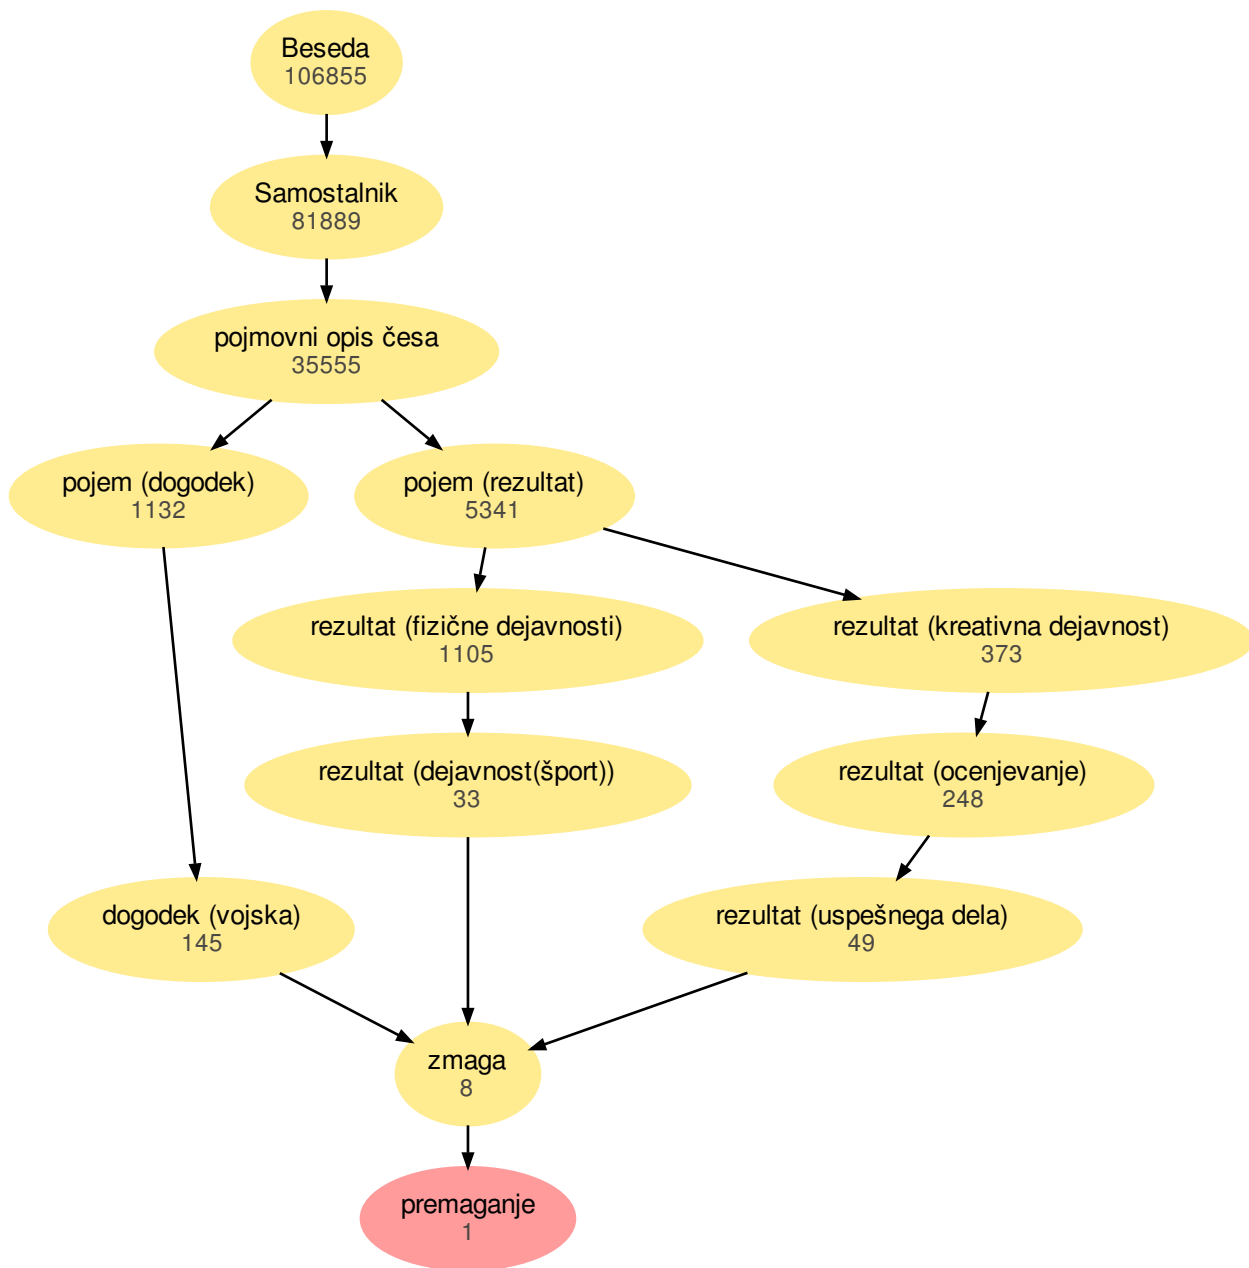 Beseda
106855
Samostalnik
81889
pojmovni opis česa
35555
pojem (dogodek)
1132
pojem (rezultat)
5341
rezultat (fizične dejavnosti)
1105
rezultat (kreativna dejavnost)
373
rezultat (dejavnost(šport))
33
rezultat (ocenjevanje)
248
dogodek (vojska)
145
rezultat (uspešnega dela)
49
zmaga
8
premaganje
1